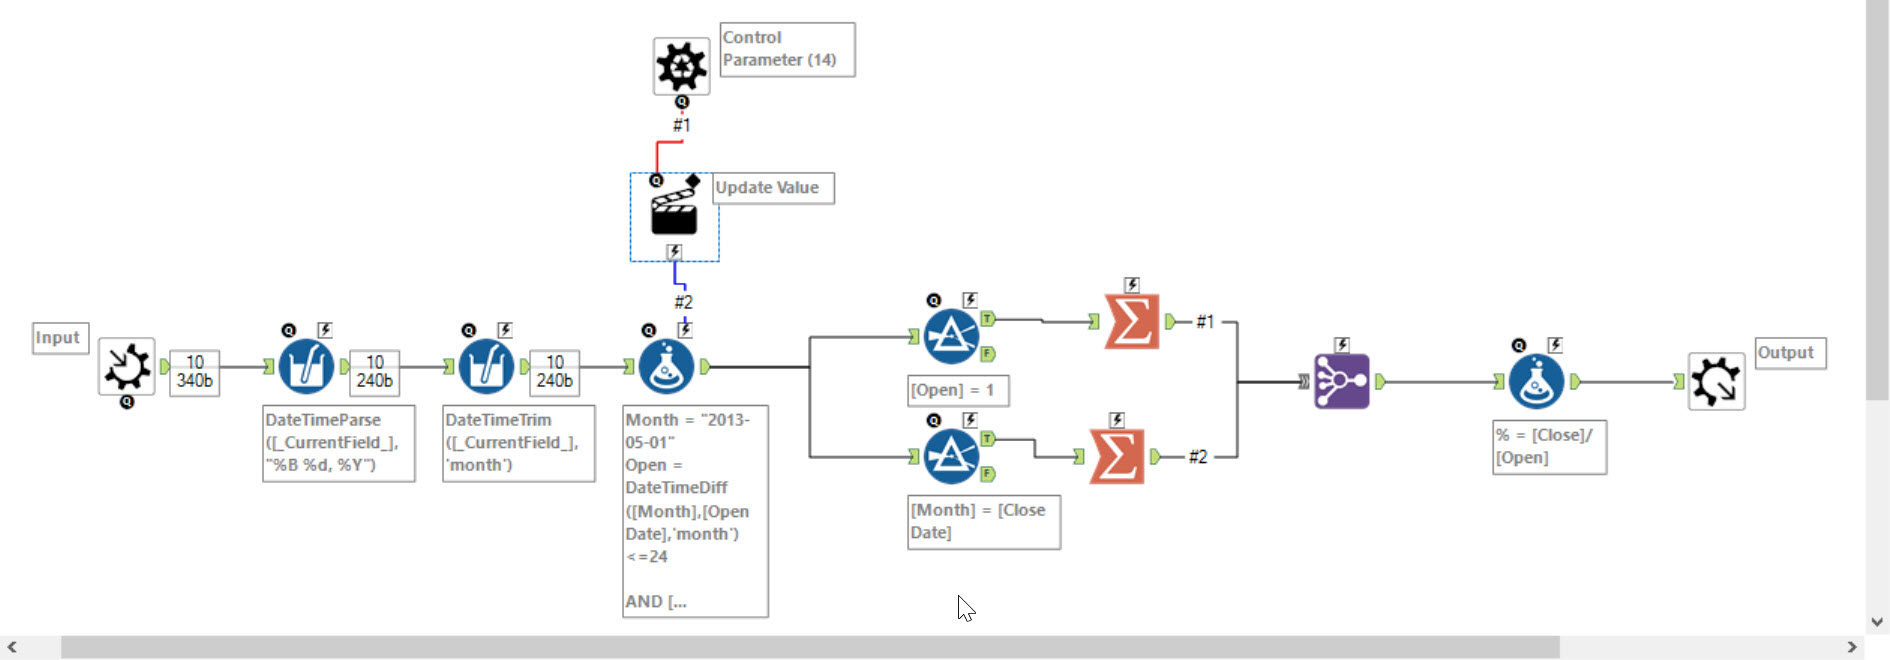 Control
Parameter (14)
#1
Update Value
#2
Input
10
340b
10
240b
10
240b
DateTimeParse
([_CurrentField_],
"%B %d, %Y")
DateTimeTrim
([_CurrentField_],
'month')
Month = "2013-
05-01"
Open =
DateTimeDiff
([Month],[Open
Date],'month')
<=24
AND [...
T
F
[Open] = 1
#1
T
F
[Month] = [Close
Date]
#2
% = [Close]/
[Open]
Output